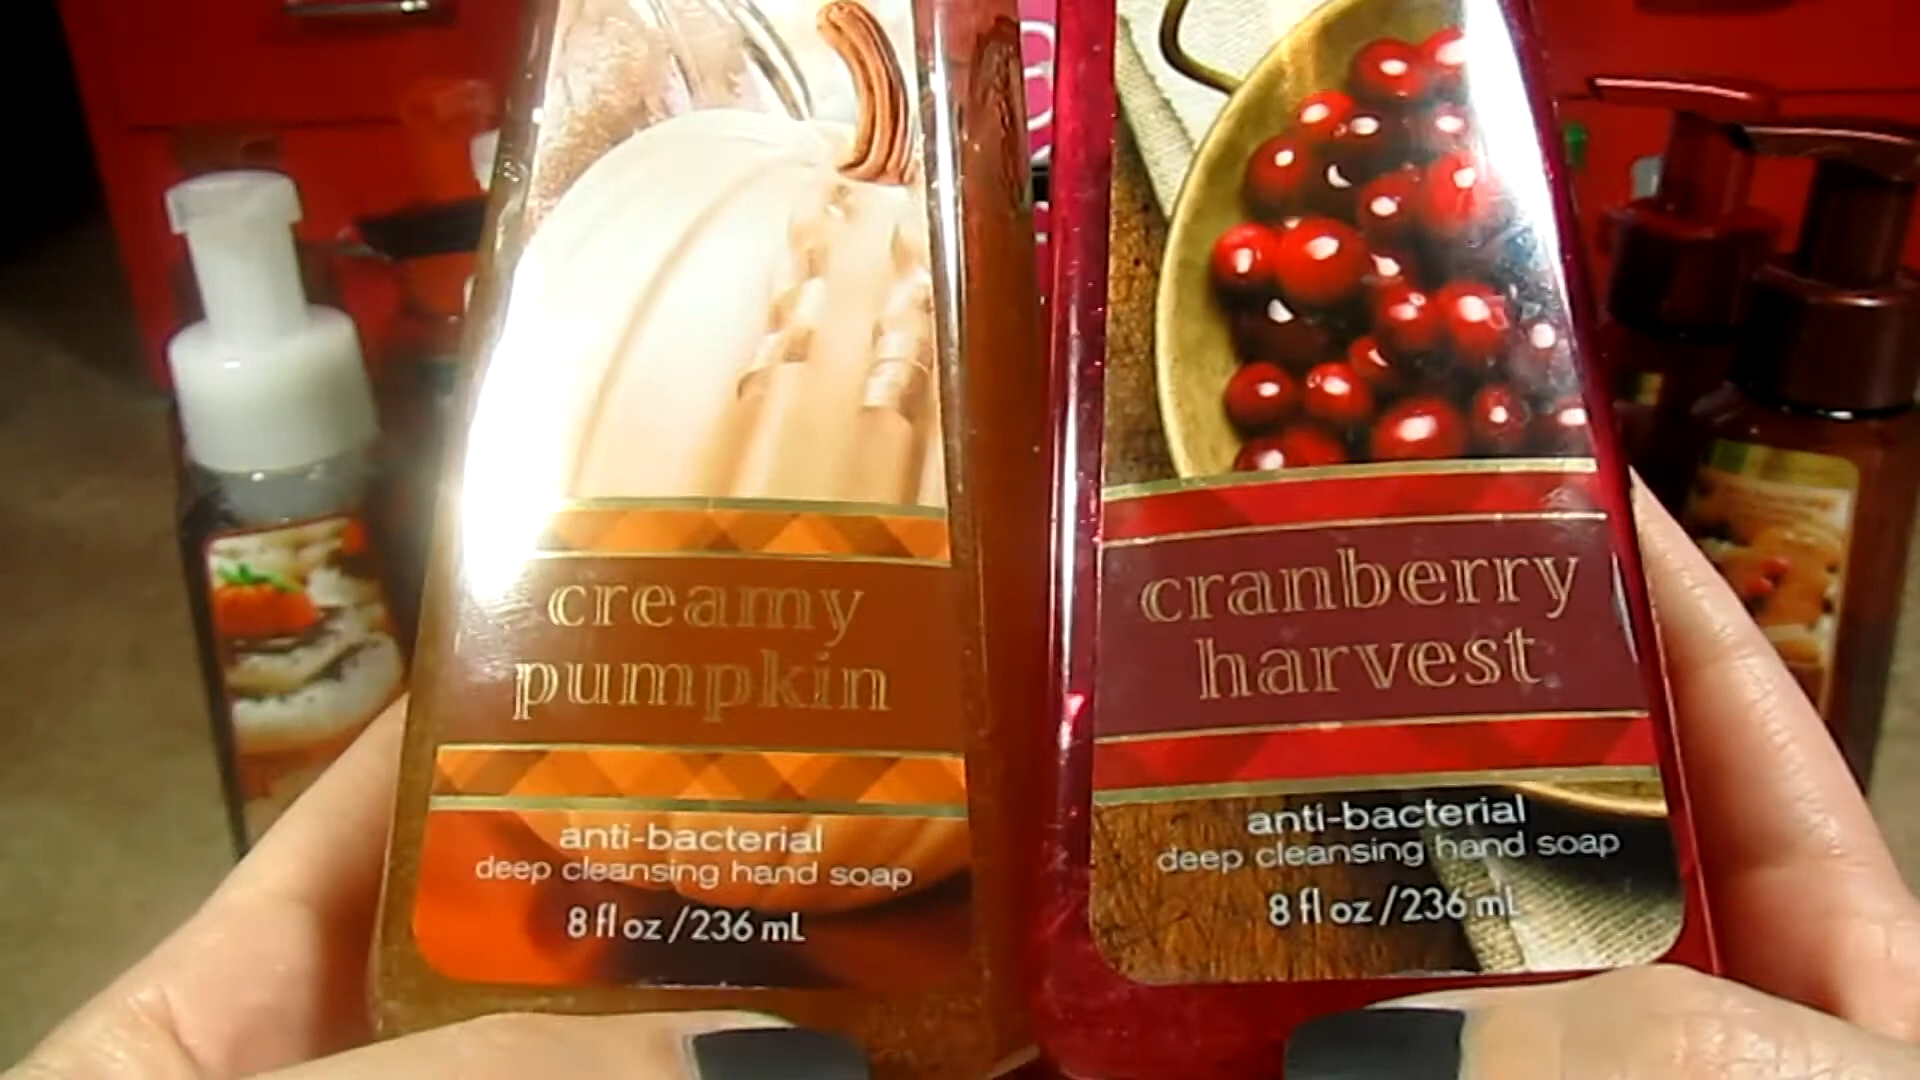 creamy
pumpkin
anti-bacterial
deep cleansing hand soap
8 fl oz / 236 mL
cranberry
harvest
anti-bacterial
deep cleansing hand soap
8 fl oz / 236 mL